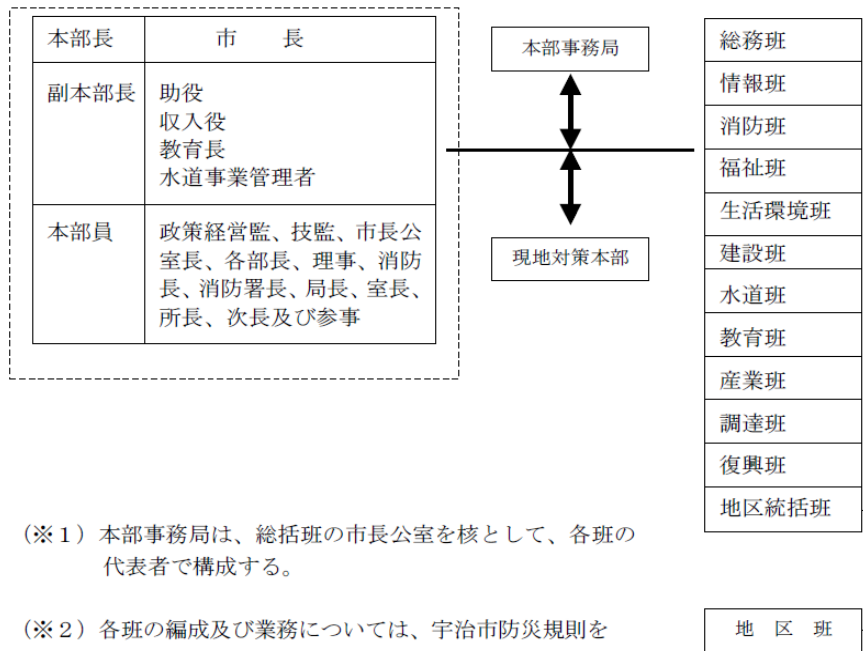 本部長 市 長
副本部長 助役
収入役
教育長
水道事業管理者
本部員 政策経営監、技監、市長公
室長、各部長、理事、消防
長、消防署長、局長、室長、
所長、次長及び参事
本部事務局
現地対策本部
総務班
情報班
消防班
福祉班
生活環境班
建設班
水道班
教育班
産業班
調達班
復興班
地区統括班
(※1)本部事務局は、総括班の市長公室を核として、各班の
代表者で構成する。
(※2)各班の編成及び業務については、宇治市防災規則を
地 区 班